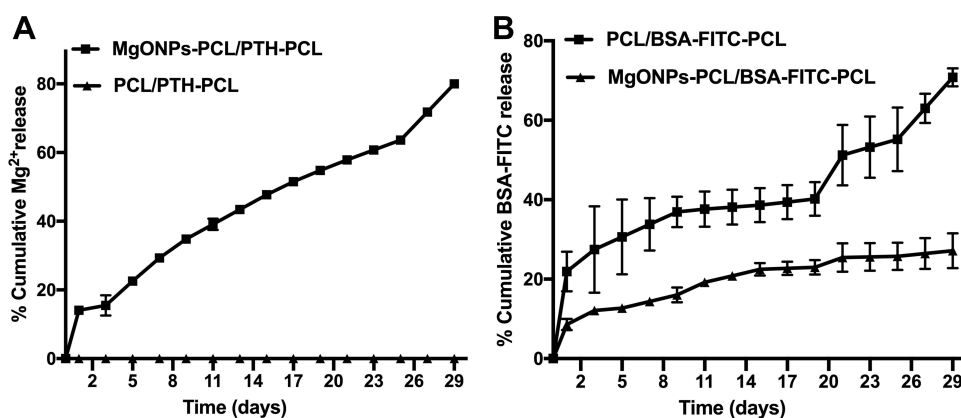 A
MgONPs-PCL/PTH-PCL
PCL/PTH-PCL
% Cumulative Mg²⁺release
80
60
40
20
0
2 5 8 11 14 17 20 23 26 29
Time (days)
B
PCL/BSA-FITC-PCL
MgONPs-PCL/BSA-FITC-PCL
% Cumulative BSA-FITC release
80
60
40
20
0
2 5 8 11 14 17 20 23 26 29
Time (days)